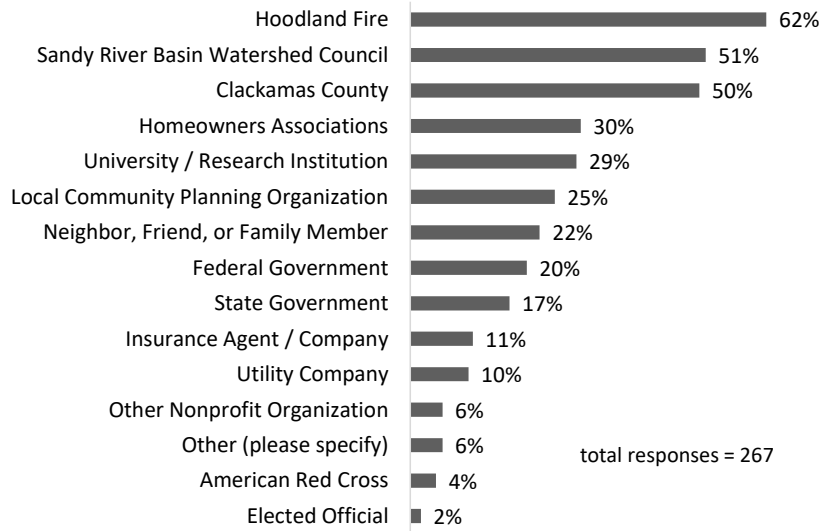 Hoodland Fire 62%
Sandy River Basin Watershed Council 51%
Clackamas County 50%
Homeowners Associations 30%
University / Research Institution 29%
Local Community Planning Organization 25%
Neighbor, Friend, or Family Member 22%
Federal Government 20%
State Government 17%
Insurance Agent / Company 11%
Utility Company 10%
Other Nonprofit Organization 6%
Other (please specify) 6%
total responses = 267
American Red Cross 4%
Elected Official 2%